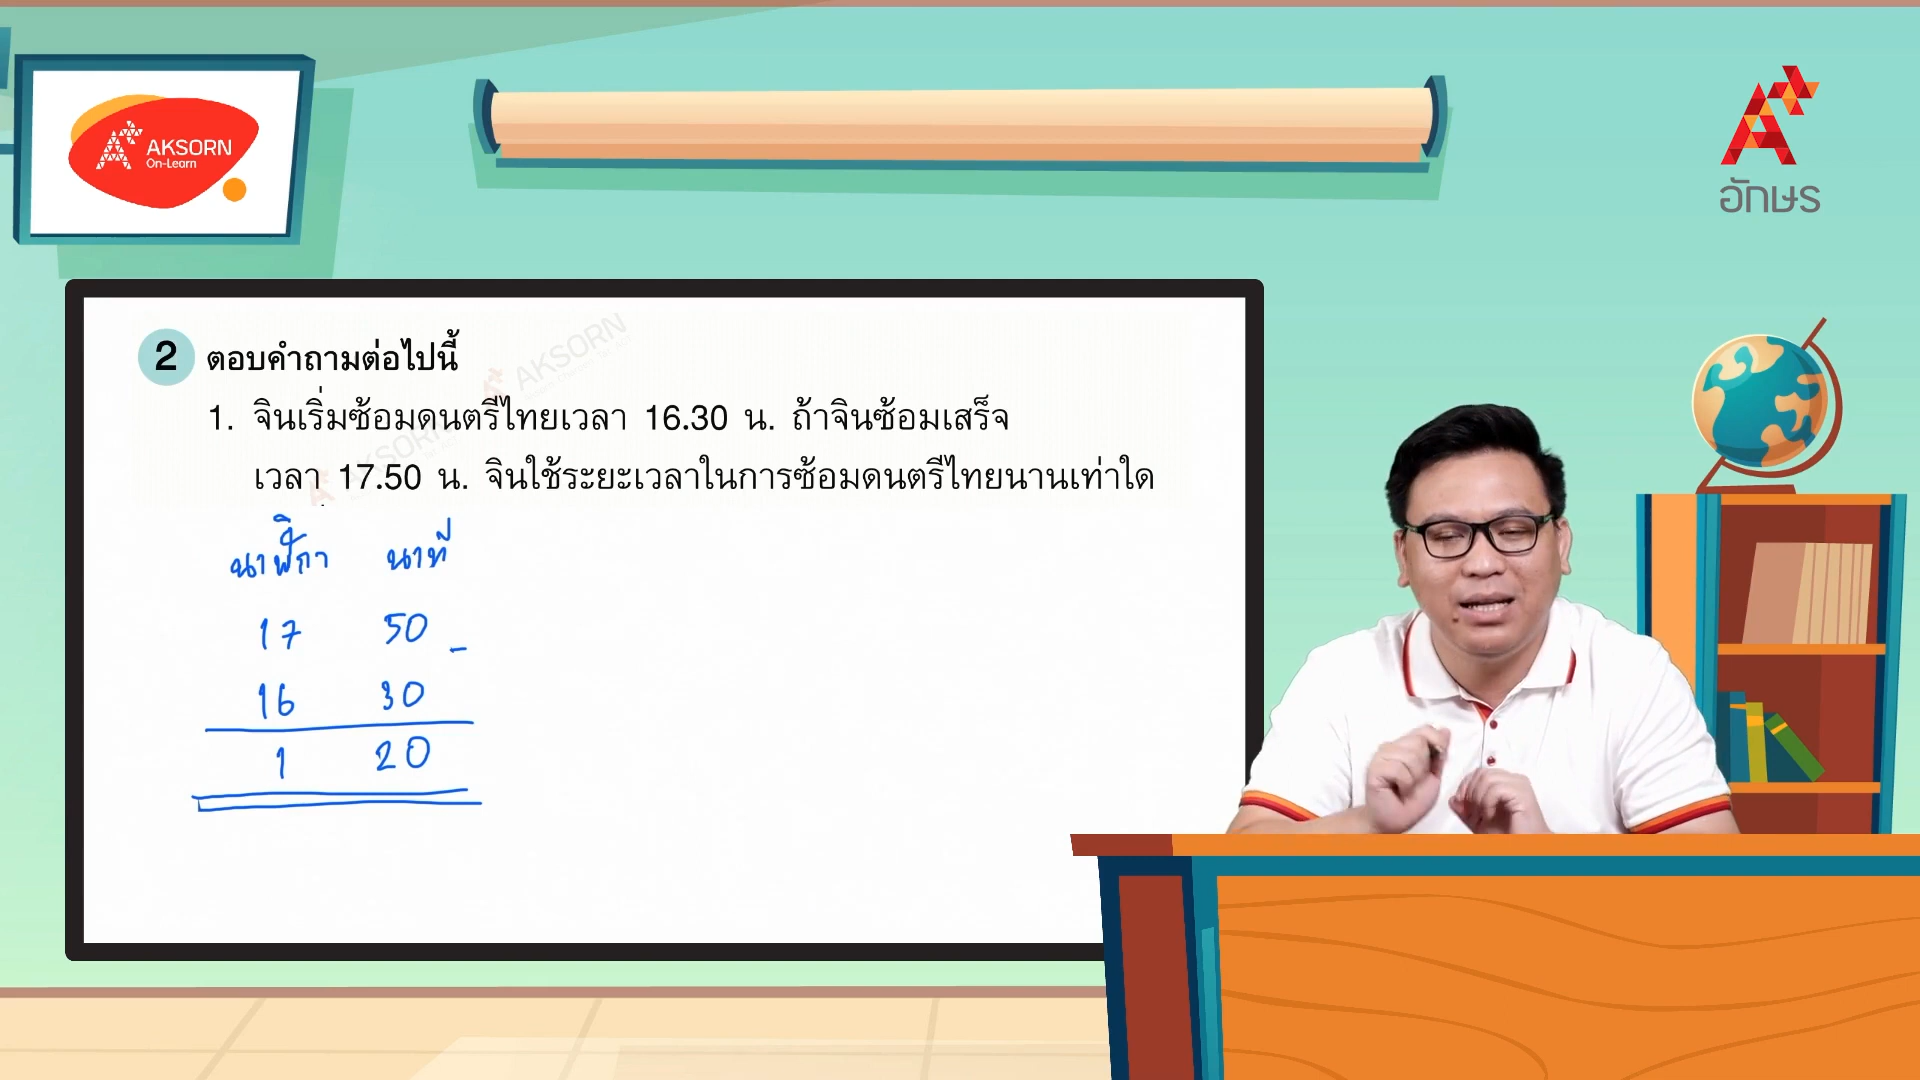 AKSORN
On-Learn
อักษร
2 ตอบคำถามต่อไปนี้
1. จินเริ่มซ้อมดนตรีไทยเวลา 16.30 น. ถ้าจินซ้อมเสร็จ
เวลา 17.50 น. จินใช้ระยะเวลาในการซ้อมดนตรีไทยนานเท่าใด
นาฬิกา นาที
17 50 -
16 30
1 20
AKSORN
AKSORN